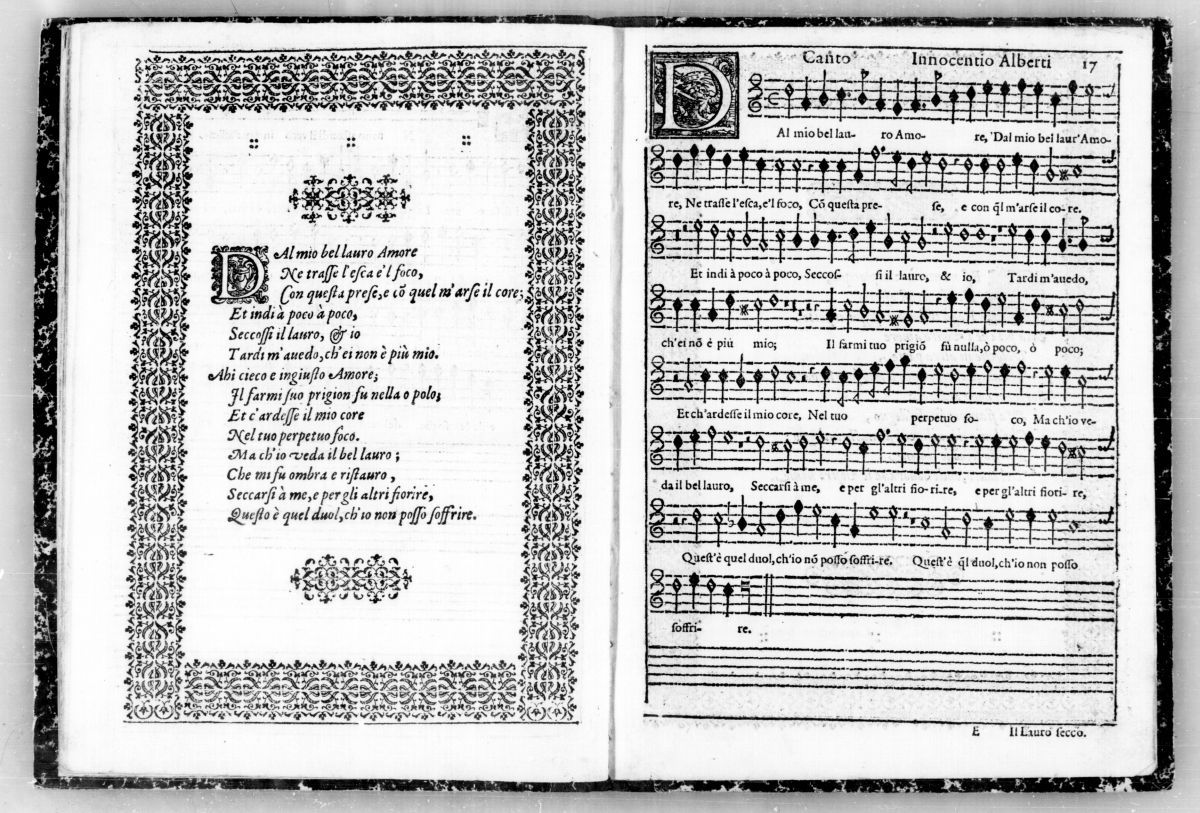 DAl mio bel lauro Amore
Ne trasse l'esca e'l foco,
Con questa prese, e cõ quel m'arse il core;
Et indi à poco à poco,
Seccossi il lauro, & io
Tardi m'auedo, ch'ei non è più mio.
Ahi cieco e ingiusto Amore;
Il farmi suo prigion fu nella o polo;
Et c'ardesse il mio core
Nel tuo perpetuo foco.
Ma ch'io veda il bel lauro;
Che mi fu ombra e ristauro,
Seccarsi à me, e per gli altri fiorire,
Questo è quel duol, ch'io non posso soffrire.
Canto Innocentio Alberti 17
DAl mio bel lau- ro Amo- re, Dal mio bel laur'Amo-
re, Ne trasse l'esca, e'l foco, Cõ questa pre- se, e con q̃l m'arse il co-re.
Et indi à poco à poco, Seccos- si il lauro, & io, Tardi m'auedo,
ch'ei nõ è più mio; Il farmi tuo prigiõ fù nulla, ò poco, ò poco;
Et ch'ardesse il mio core, Nel tuo perpetuo fo- co, Ma ch'io ve-
da il bel lauro, Seccarsi à me, e per gl'altri fio-ri-re, e per gl'altri fiori- re,
Quest'è quel duol, ch'io nõ posso soffri-re. Quest'è q̃l duol, ch'io non posso
soffri- re.
E Il Lauro secco.